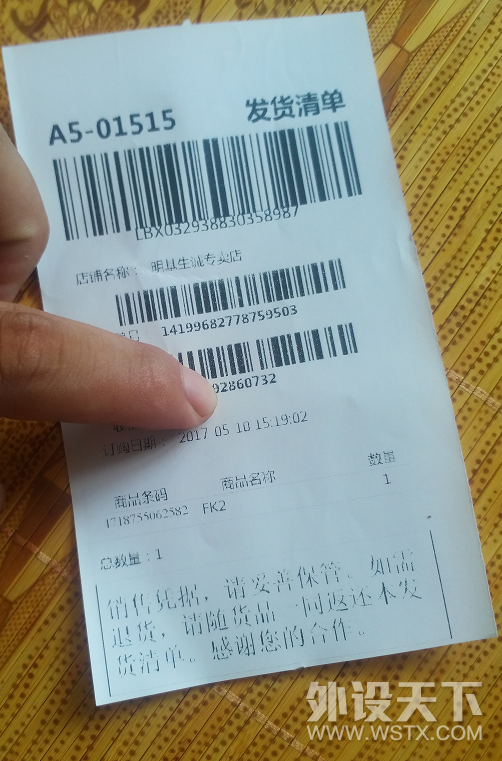 A5-01515 发货清单
LBX032938830358987
店铺名称： 明基生诚专卖店
号 14199682778759503
92860732
订购日期： 2017 05 10 15:19:02
商品条码 商品名称 数量
4718755062582 FK2 1
总数量：1
销售凭据，请妥善保管。如需
退货，请随货品一同返还本发
货清单。感谢您的合作。
外设天下
WWW.WSTX.COM